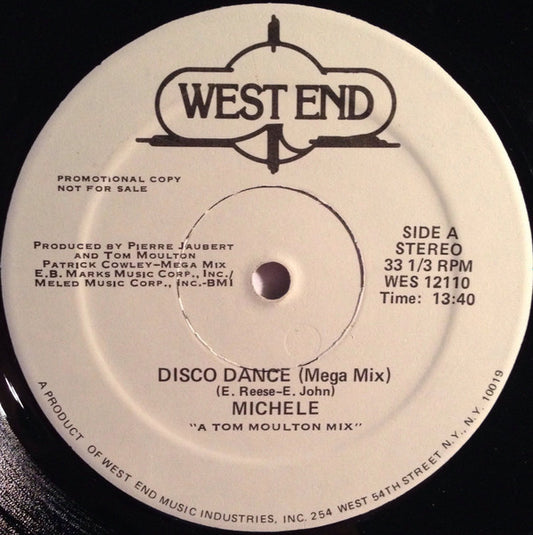 WEST END
PROMOTIONAL COPY
NOT FOR SALE
PRODUCED BY PIERRE JAUBERT
AND TOM MOULTON
PATRICK COWLEY-MEGA MIX
E.B. MARKS MUSIC CORP., INC./
MELED MUSIC CORP., INC.-BMI
SIDE A
STEREO
33 1/3 RPM
WES 12110
Time: 13:40
DISCO DANCE (Mega Mix)
(E. Reese-E. John)
MICHELE
"A TOM MOULTON MIX"
A PRODUCT OF WEST END MUSIC INDUSTRIES, INC. 254 WEST 54TH STREET N.Y., N.Y. 10019